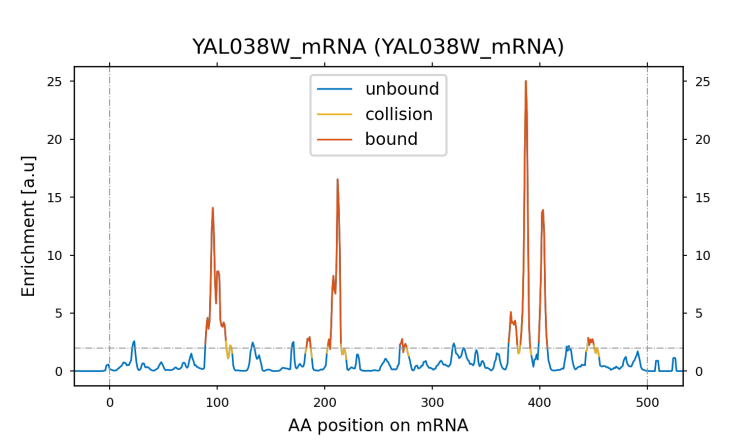 YAL038W_mRNA (YAL038W_mRNA)
unbound
collision
bound
25
20
15
10
5
0
25
20
15
10
5
0
Enrichment [a.u]
0 100 200 300 400 500
AA position on mRNA